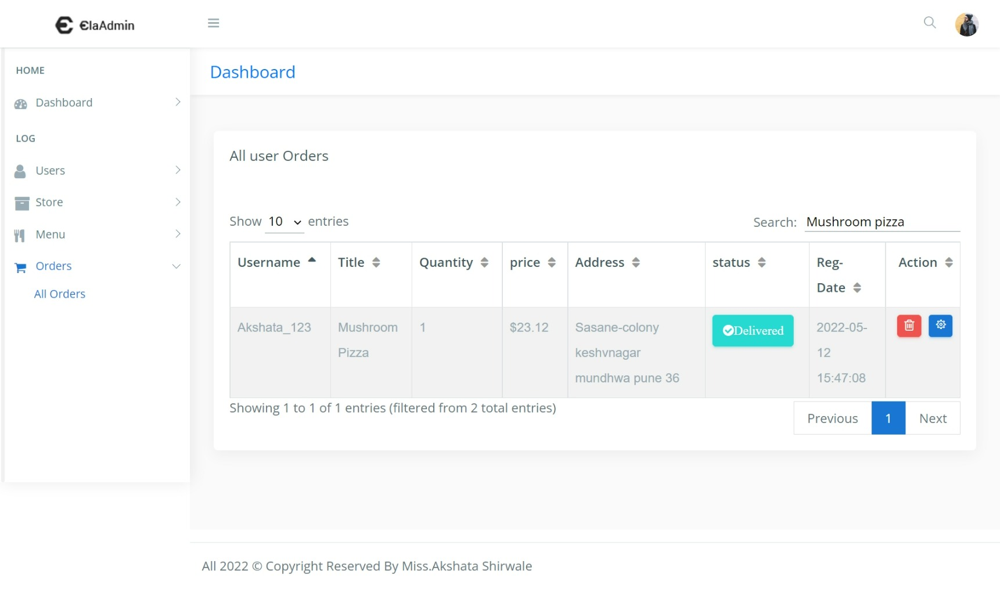 ЄlaAdmin
Dashboard
HOME
Dashboard
LOG
Users
Store
Menu
Orders
All Orders
All user Orders
Show 10 entries
Search: Mushroom pizza
Username Title Quantity price Address status Reg-Date Action
Akshata_123 Mushroom Pizza 1 $23.12 Sasane-colony keshvnagar mundhwa pune 36 Delivered 2022-05-12 15:47:08
Showing 1 to 1 of 1 entries (filtered from 2 total entries)
Previous 1 Next
All 2022 © Copyright Reserved By Miss.Akshata Shirwale